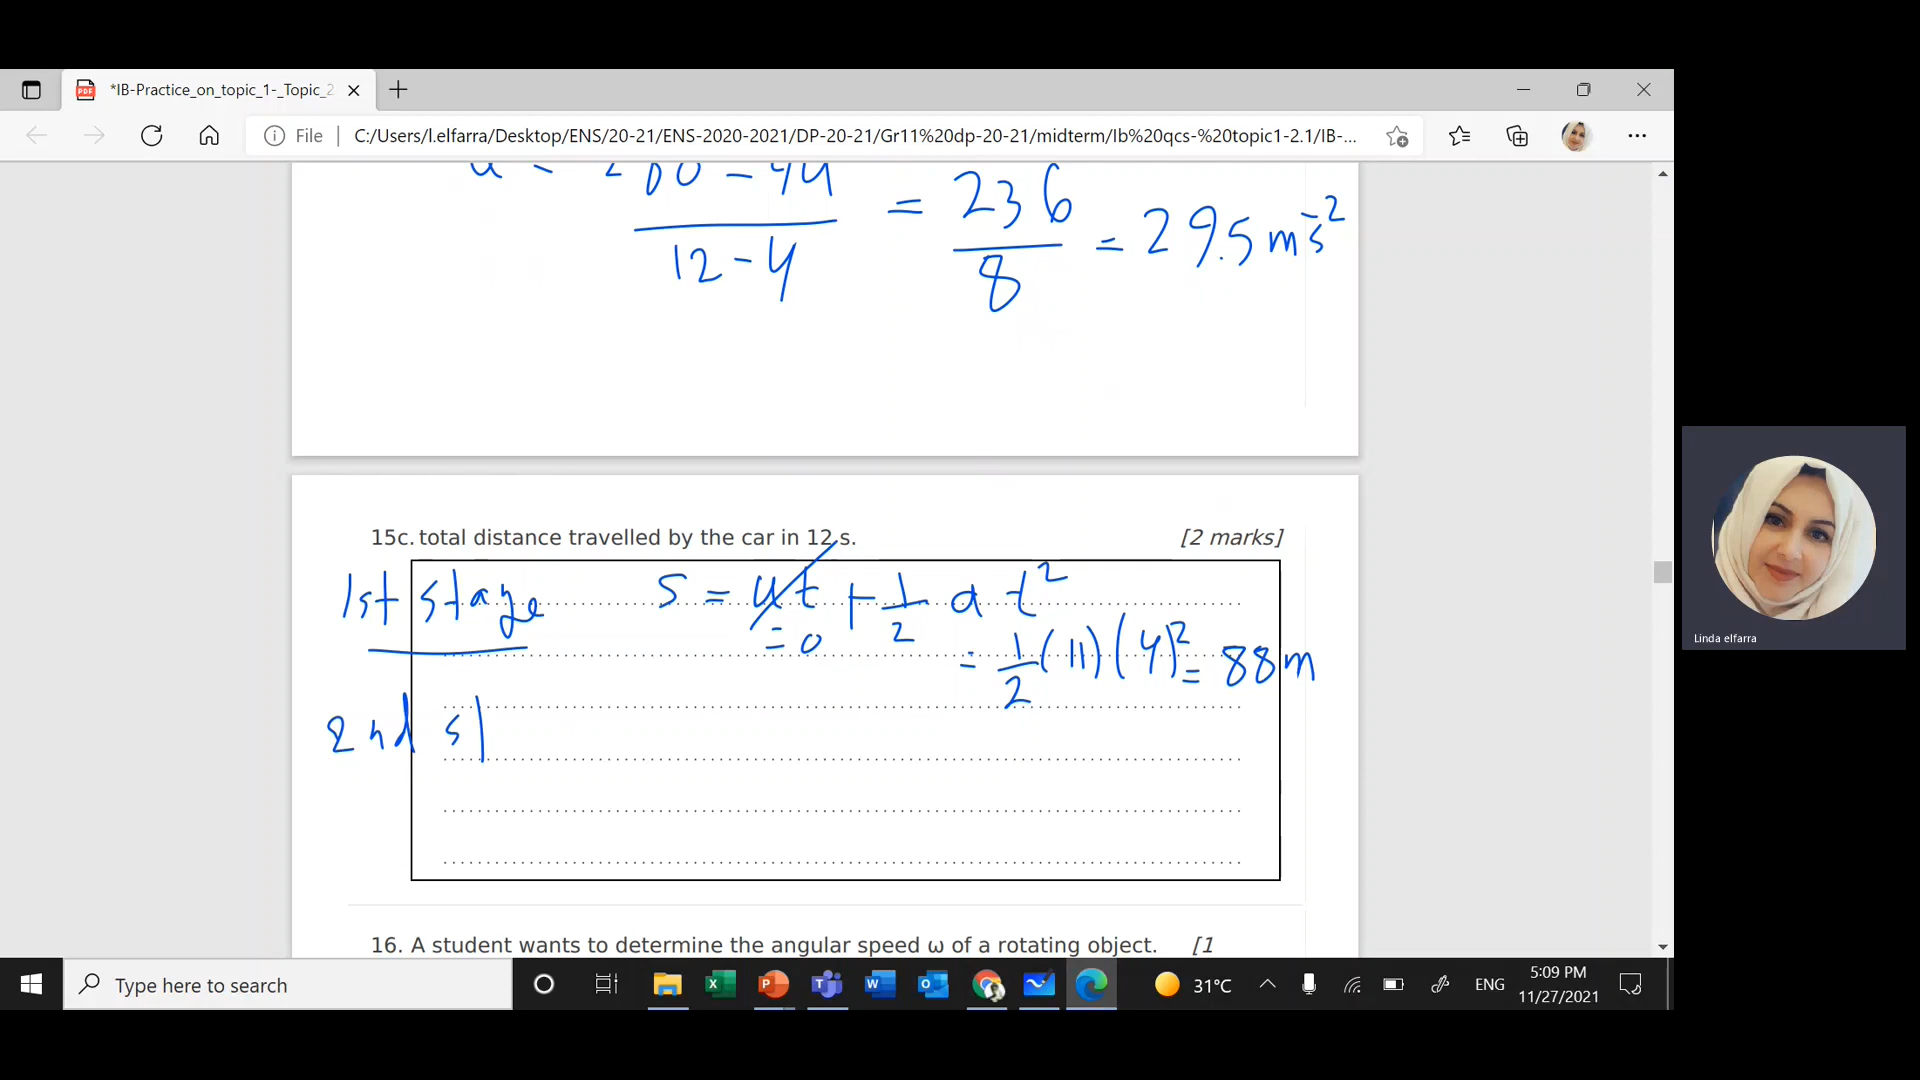 *IB-Practice_on_topic_1-_Topic_2
File
C:/Users/l.elfarra/Desktop/ENS/20-21/ENS-2020-2021/DP-20-21/Gr11%20dp-20-21/midterm/Ib%20qcs-%20topic1-2.1/IB-...
= 236/8 = 29.5 ms⁻²
12 - 4
15c. total distance travelled by the car in 12 s. [2 marks]
1st stage s = ut + 1/2 a t²
= 0
= 1/2 (11)(4)² = 88 m
2nd s
16. A student wants to determine the angular speed ω of a rotating object. [1
Linda elfarra
Type here to search
31°C
ENG
5:09 PM
11/27/2021